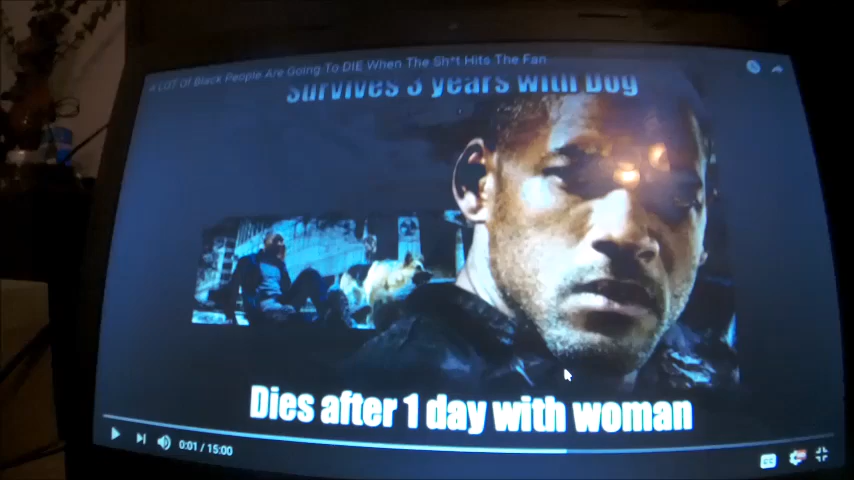 A LOT Of Black People Are Going To DIE When The Sh*t Hits The Fan
Survives 3 years with Dog
Dies after 1 day with woman
0:01 / 15:00
CC